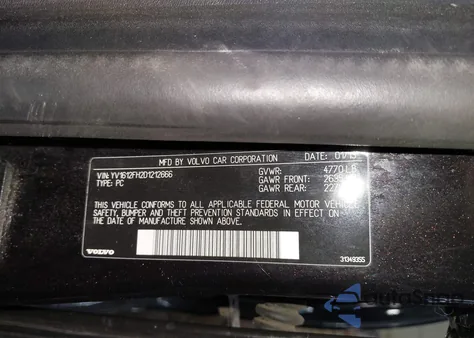 MFD BY VOLVO CAR CORPORATION DATE: 01/13
VIN: YV1612FH2D1212666 GVWR: 4770 LB
TYPE: PC GAWR FRONT:
GAWR REAR:
THIS VEHICLE CONFORMS TO ALL APPLICABLE FEDERAL MOTOR VEHICLE
SAFETY, BUMPER AND THEFT PREVENTION STANDARDS IN EFFECT ON
THE DATE OF MANUFACTURE SHOWN ABOVE.
VOLVO 31349355
AutoSnap